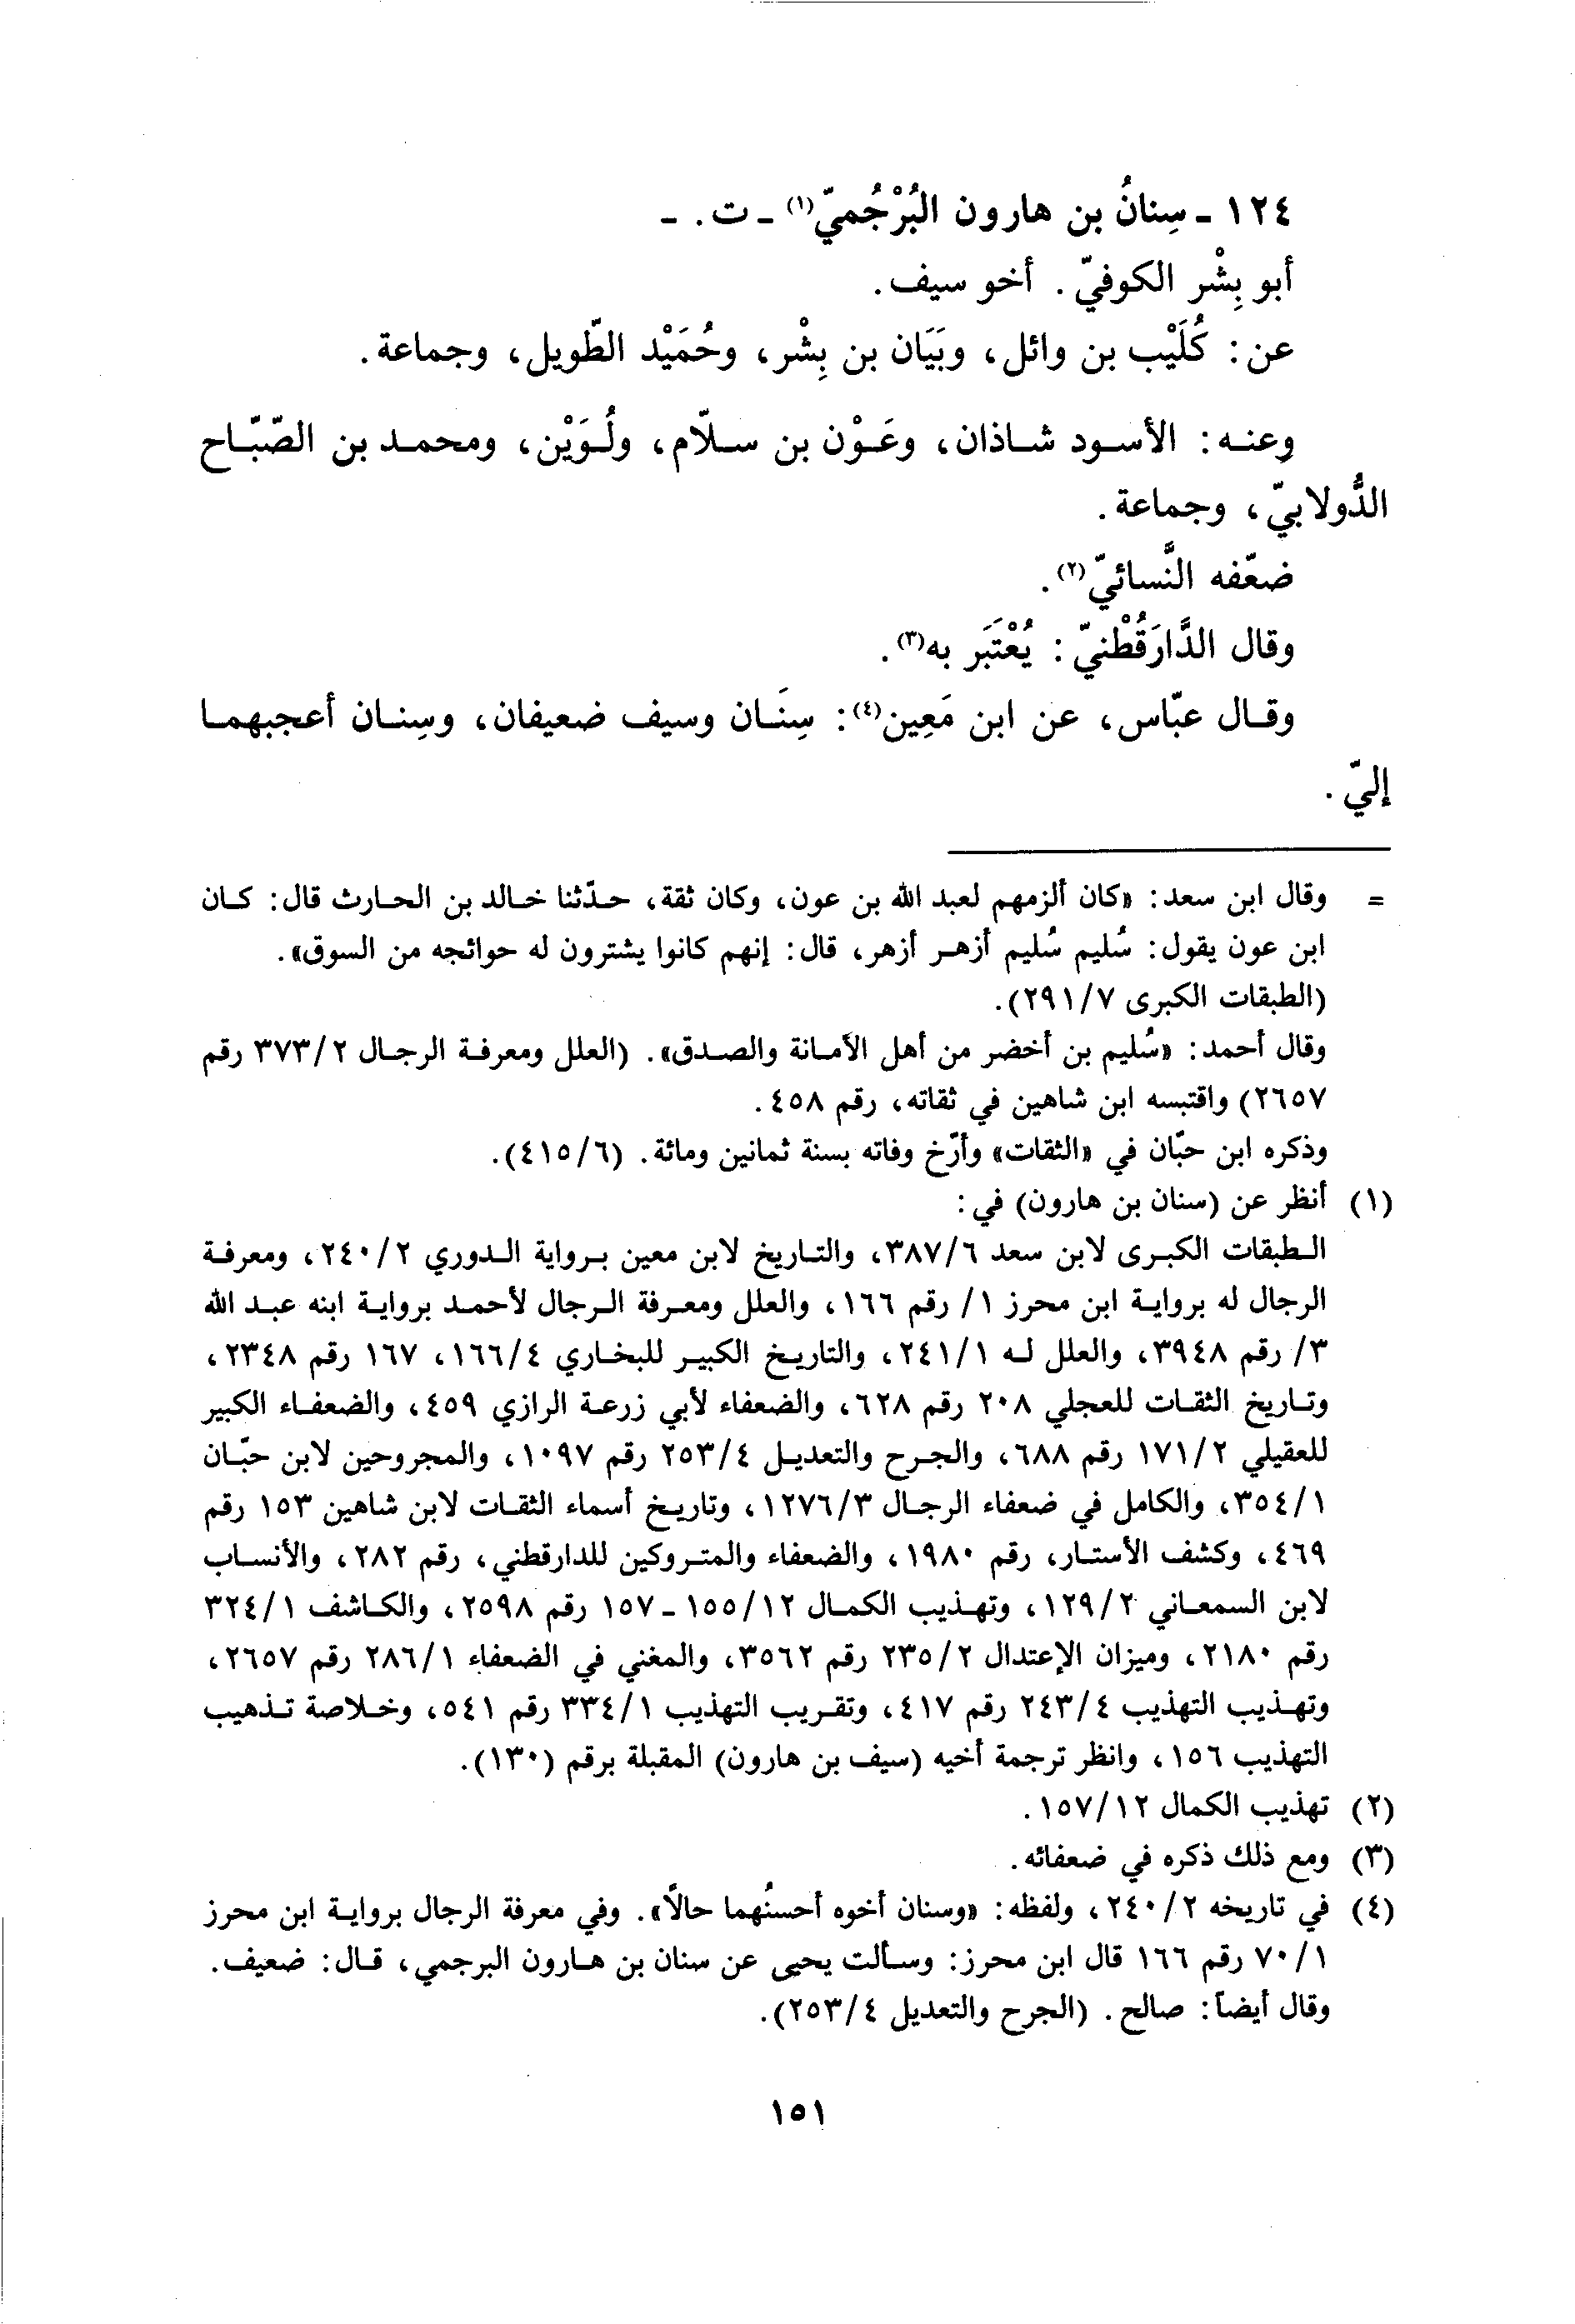 ١٢٤ - سِنانُ بن هارون البُرْجُميّ(١) - ت. -
أبو بِشْر الكوفيّ. أخو سيف.
عن: كُلَيْب بن وائل، وبَيَان بن بِشْر، وحُمَيْد الطّويل، وجماعة.
وعنه: الأسود شاذان، وعَوْن بن سلّام، ولُوَيْن، ومحمد بن الصّبّاح
الدُّولابيّ، وجماعة.
ضعّفه النَّسائيّ(٢).
وقال الدَّارَقُطْنيّ: يُعْتَبَر به(٣).
وقال عبّاس، عن ابن مَعِين(٤): سِنَان وسيف ضعيفان، وسِنان أعجبهما
إليّ.
= وقال ابن سعد: «كان ألزمهم لعبد الله بن عون، وكان ثقة، حدّثنا خالد بن الحارث قال: كان
ابن عون يقول: سُليم سُليم أزهر أزهر، قال: إنهم كانوا يشترون له حوائجه من السوق».
(الطبقات الكبرى ٢٩١/٧).
وقال أحمد: «سُليم بن أخضر من أهل الأمانة والصدق». (العلل ومعرفة الرجال ٣٧٣/٢ رقم
٢٦٥٧) واقتبسه ابن شاهين في ثقاته، رقم ٤٥٨.
وذكره ابن حبّان في «الثقات» وأرّخ وفاته بسنة ثمانين ومائة. (٤١٥/٦).
(١) أنظر عن (سنان بن هارون) في:
الطبقات الكبرى لابن سعد ٣٨٧/٦، والتاريخ لابن معين برواية الدوري ٢٤٠/٢، ومعرفة
الرجال له برواية ابن محرز ١/ رقم ١٦٦، والعلل ومعرفة الرجال لأحمد برواية ابنه عبد الله
٣/ رقم ٣٩٤٨، والعلل له ٢٤١/١، والتاريخ الكبير للبخاري ١٦٦/٤، ١٦٧ رقم ٢٣٤٨،
وتاريخ الثقات للعجلي ٢٠٨ رقم ٦٢٨، والضعفاء لأبي زرعة الرازي ٤٥٩، والضعفاء الكبير
للعقيلي ١٧١/٢ رقم ٦٨٨، والجرح والتعديل ٢٥٣/٤ رقم ١٠٩٧، والمجروحين لابن حبّان
٣٥٤/١، والكامل في ضعفاء الرجال ١٢٧٦/٣، وتاريخ أسماء الثقات لابن شاهين ١٥٣ رقم
٤٦٩، وكشف الأستار، رقم ١٩٨٠، والضعفاء والمتروكين للدارقطني، رقم ٢٨٢، والأنساب
لابن السمعاني ١٢٩/٢، وتهذيب الكمال ١٥٥/١٢ - ١٥٧ رقم ٢٥٩٨، والكاشف ٣٢٤/١
رقم ٢١٨٠، وميزان الإعتدال ٢٣٥/٢ رقم ٣٥٦٢، والمغني في الضعفاء ٢٨٦/١ رقم ٢٦٥٧،
وتهذيب التهذيب ٢٤٣/٤ رقم ٤١٧، وتقريب التهذيب ٣٣٤/١ رقم ٥٤١، وخلاصة تذهيب
التهذيب ١٥٦، وانظر ترجمة أخيه (سيف بن هارون) المقبلة برقم (١٣٠).
(٢) تهذيب الكمال ١٥٧/١٢.
(٣) ومع ذلك ذكره في ضعفائه.
(٤) في تاريخه ٢٤٠/٢، ولفظه: «وسنان أخوه أحسنُهما حالاً». وفي معرفة الرجال برواية ابن محرز
٧٠/١ رقم ١٦٦ قال ابن محرز: وسألت يحيى عن سنان بن هارون البرجمي، قال: ضعيف.
وقال أيضاً: صالح. (الجرح والتعديل ٢٥٣/٤).
١٥١